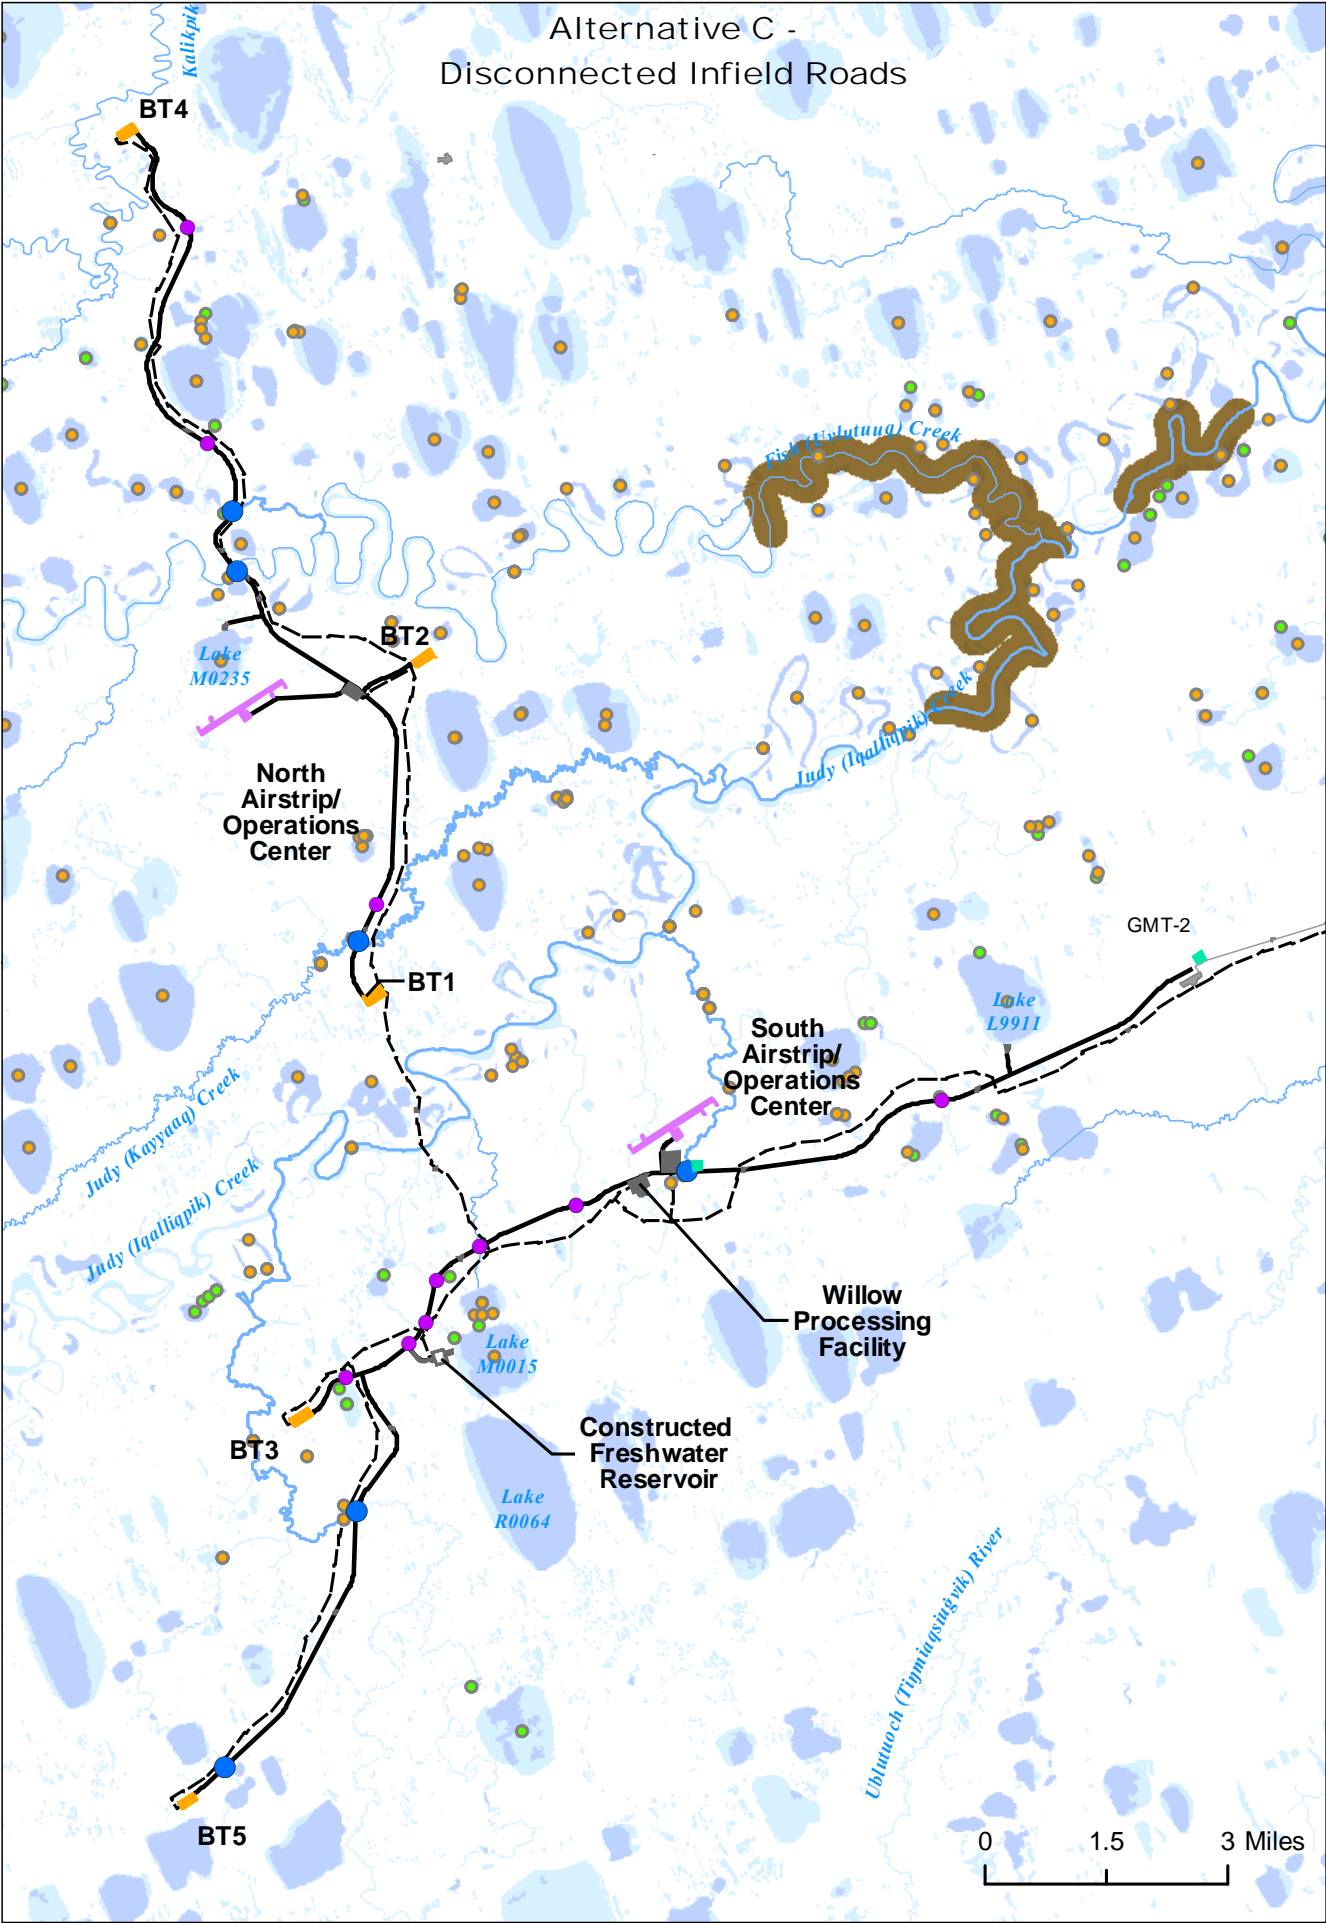 Alternative C -
Disconnected Infield Roads
Kalikpik
BT4
Fish (Uvlutuuq) Creek
BT2
Lake
M0235
Judy (Iqalliqpik) Creek
North
Airstrip/
Operations
Center
GMT-2
BT1
Lake
L9911
South
Airstrip/
Operations
Center
Judy (Kayyaaq) Creek
Judy (Iqalliqpik) Creek
Willow
Processing
Facility
Lake
M0015
Constructed
Freshwater
Reservoir
BT3
Lake
R0064
Ublutuoch (Tiŋmiaqsiuġvik) River
BT5
0 1.5 3 Miles